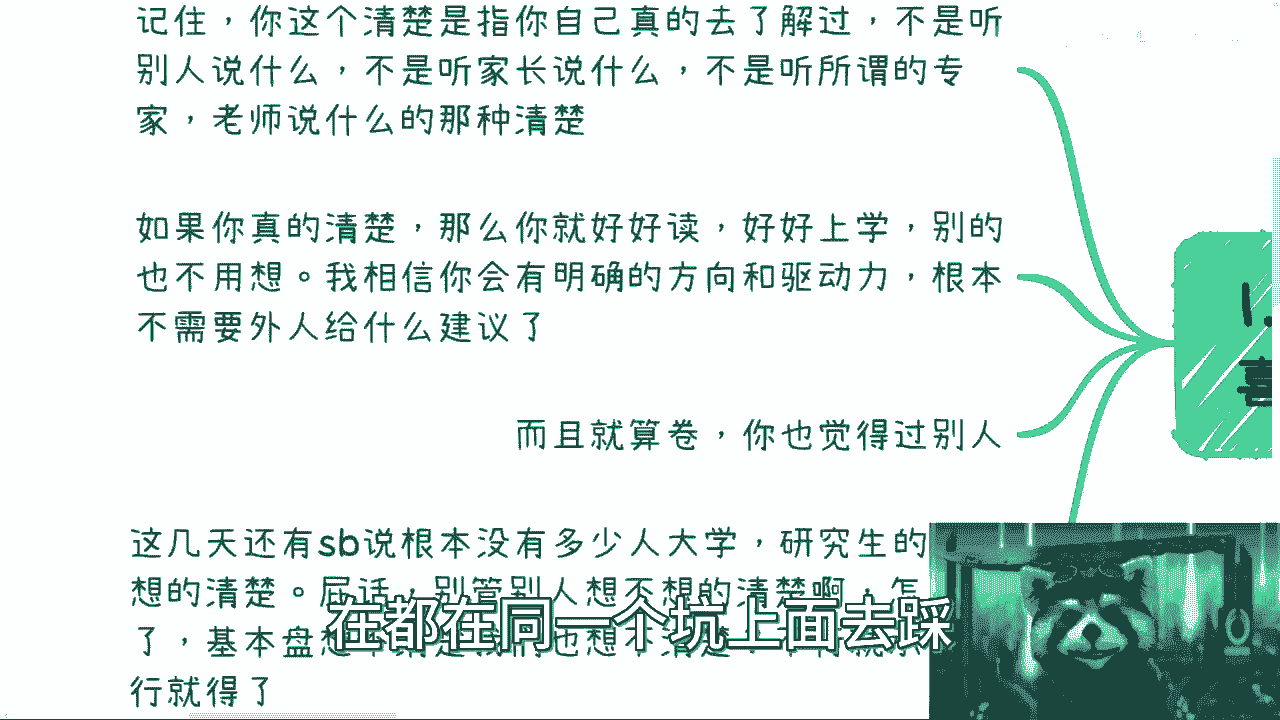 记住，你这个清楚是指你自己真的去了解过，不是听
别人说什么，不是听家长说什么，不是听所谓的专
家，老师说什么的那种清楚
如果你真的清楚，那么你就好好读，好好上学，别的
也不用想。我相信你会有明确的方向和驱动力，根本
不需要外人给什么建议了
而且就算卷，你也觉得过别人
1.
喜
这几天还有sb说根本没有多少人大学，研究生的
想的清楚。屁话，别管别人想不想的清楚啊，怎
了，基本盘想不清楚
行就得了
在都在同一个坑上面去踩